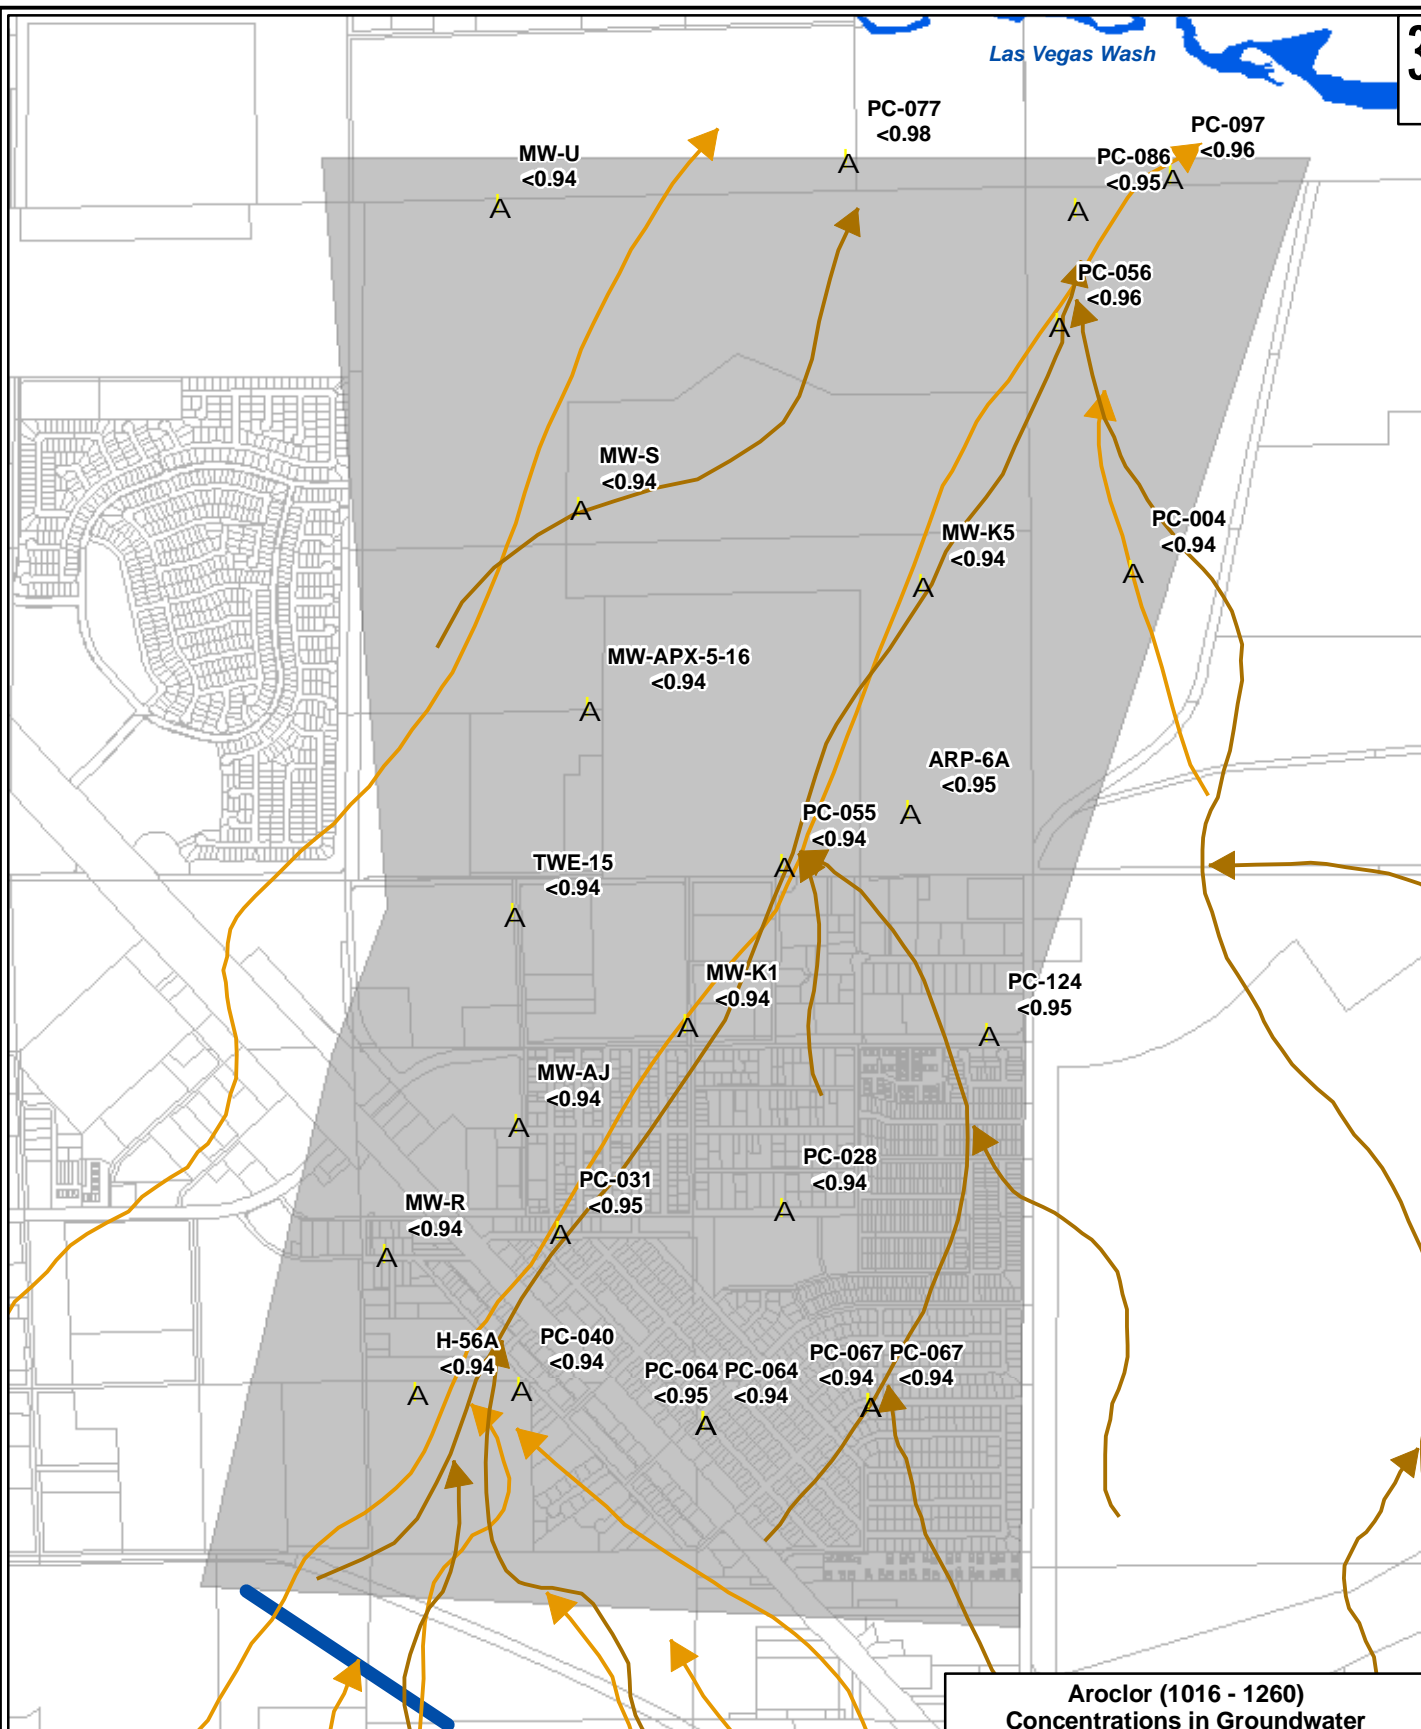 3
Las Vegas Wash
PC-077
<0.98
PC-097
<0.96
MW-U
<0.94
PC-086
<0.95
A
A
A
A
PC-056
<0.96
A
MW-S
<0.94
A
PC-004
<0.94
A
MW-K5
<0.94
A
MW-APX-5-16
<0.94
A
ARP-6A
<0.95
A
PC-055
<0.94
A
TWE-15
<0.94
A
MW-K1
<0.94
A
PC-124
<0.95
A
MW-AJ
<0.94
A
PC-028
<0.94
A
PC-031
<0.95
A
MW-R
<0.94
A
H-56A
<0.94
A
PC-040
<0.94
A
PC-064
<0.95
PC-064
<0.94
A
PC-067
<0.94
PC-067
<0.94
A
Aroclor (1016 - 1260)
Concentrations in Groundwater